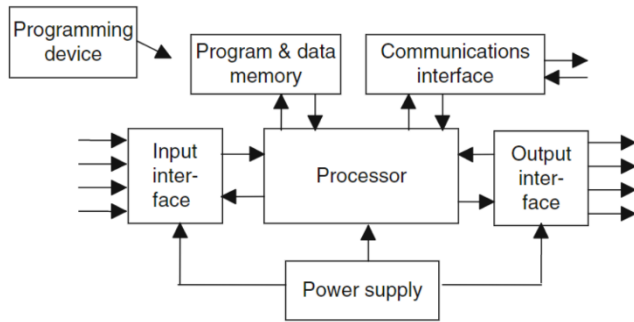 Programming
device
Program & data
memory
Communications
interface
Input
inter-
face
Processor
Output
inter-
face
Power supply